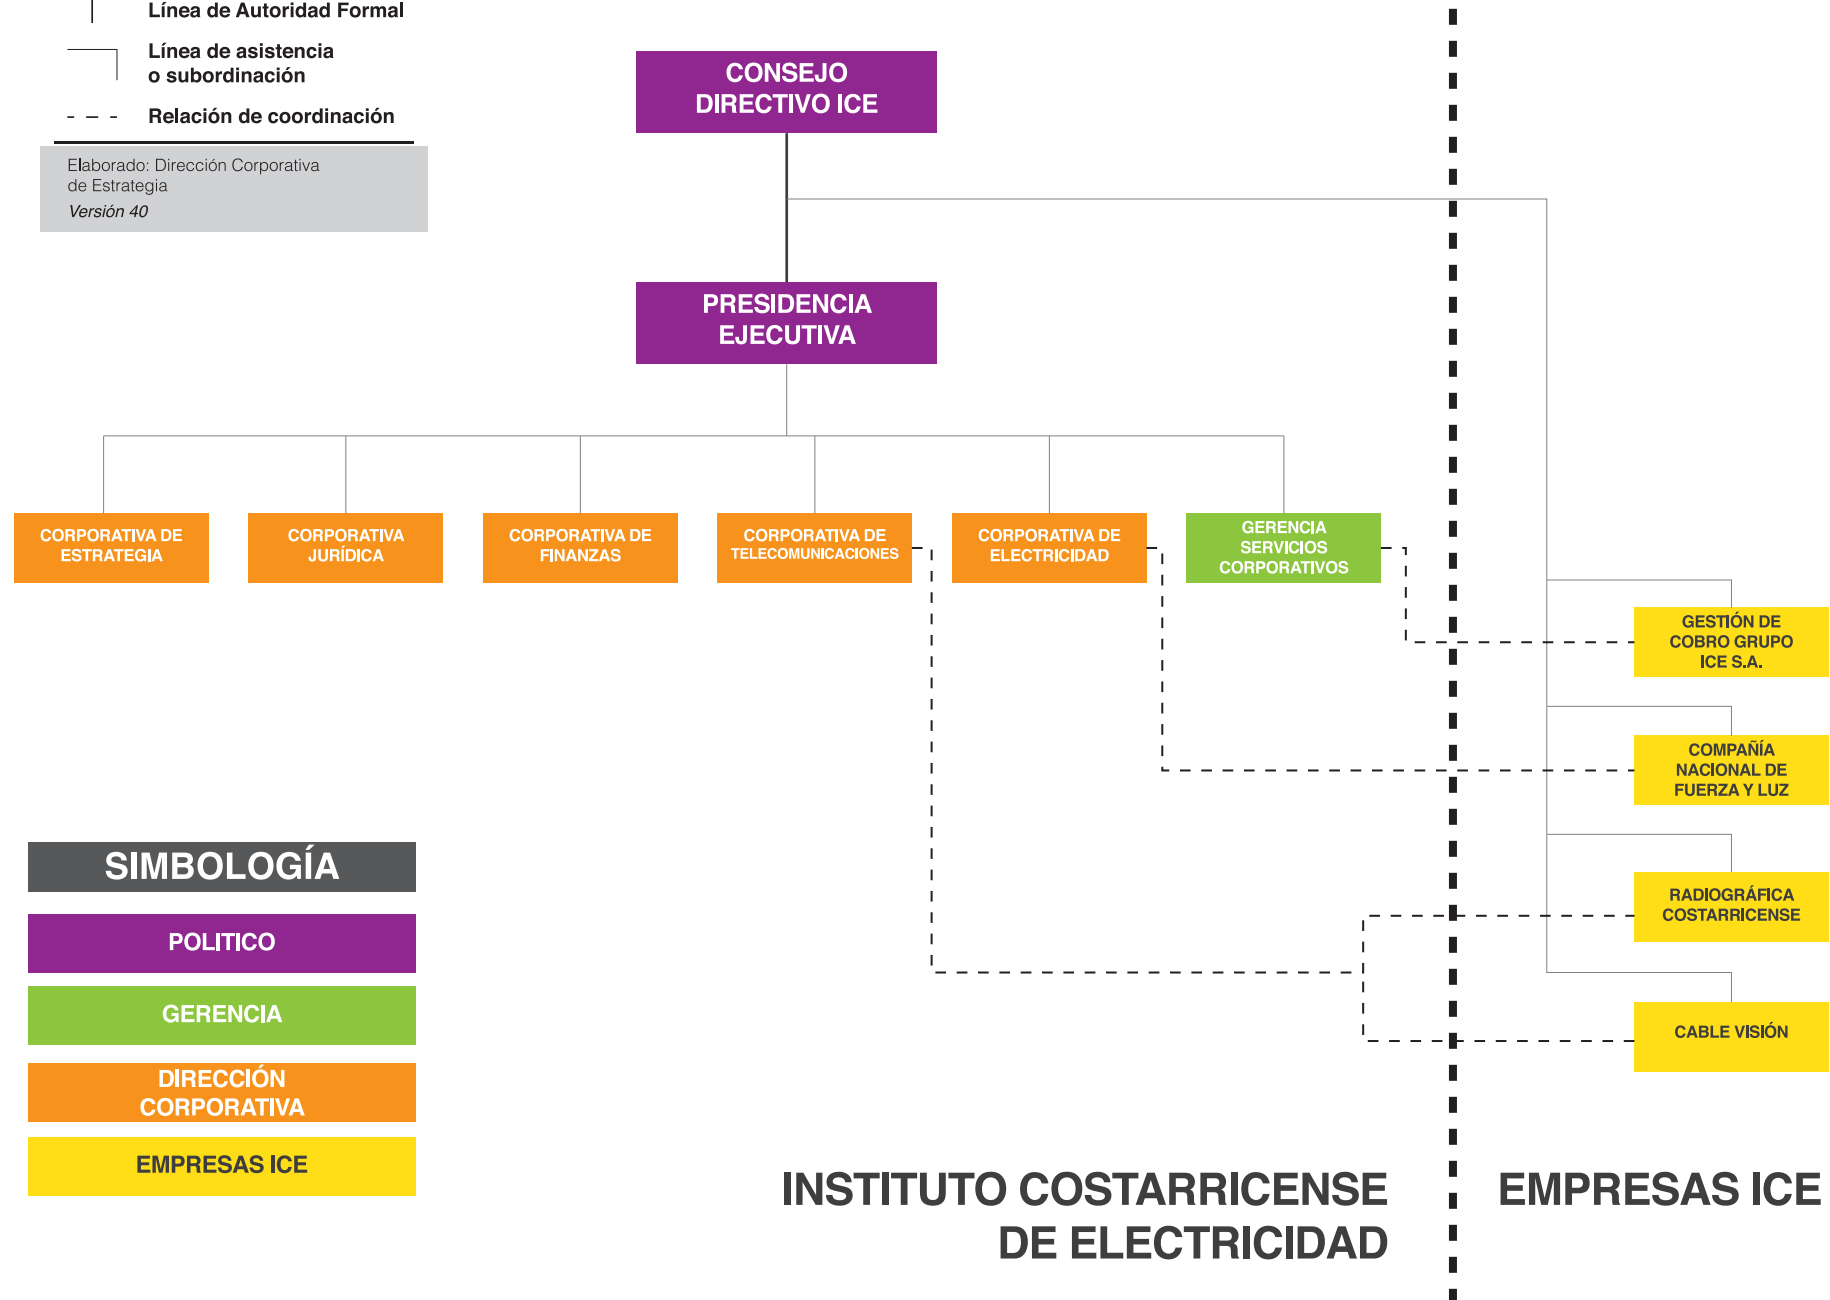 Línea de Autoridad Formal
Línea de asistencia
o subordinación
Relación de coordinación
Elaborado: Dirección Corporativa
de Estrategia
Versión 40
CONSEJO
DIRECTIVO ICE
PRESIDENCIA
EJECUTIVA
CORPORATIVA DE
ESTRATEGIA
CORPORATIVA
JURÍDICA
CORPORATIVA DE
FINANZAS
CORPORATIVA DE
TELECOMUNICACIONES
CORPORATIVA DE
ELECTRICIDAD
GERENCIA
SERVICIOS
CORPORATIVOS
GESTIÓN DE
COBRO GRUPO
ICE S.A.
COMPAÑÍA
NACIONAL DE
FUERZA Y LUZ
RADIOGRÁFICA
COSTARRICENSE
CABLE VISIÓN
SIMBOLOGÍA
POLITICO
GERENCIA
DIRECCIÓN
CORPORATIVA
EMPRESAS ICE
INSTITUTO COSTARRICENSE
DE ELECTRICIDAD
EMPRESAS ICE